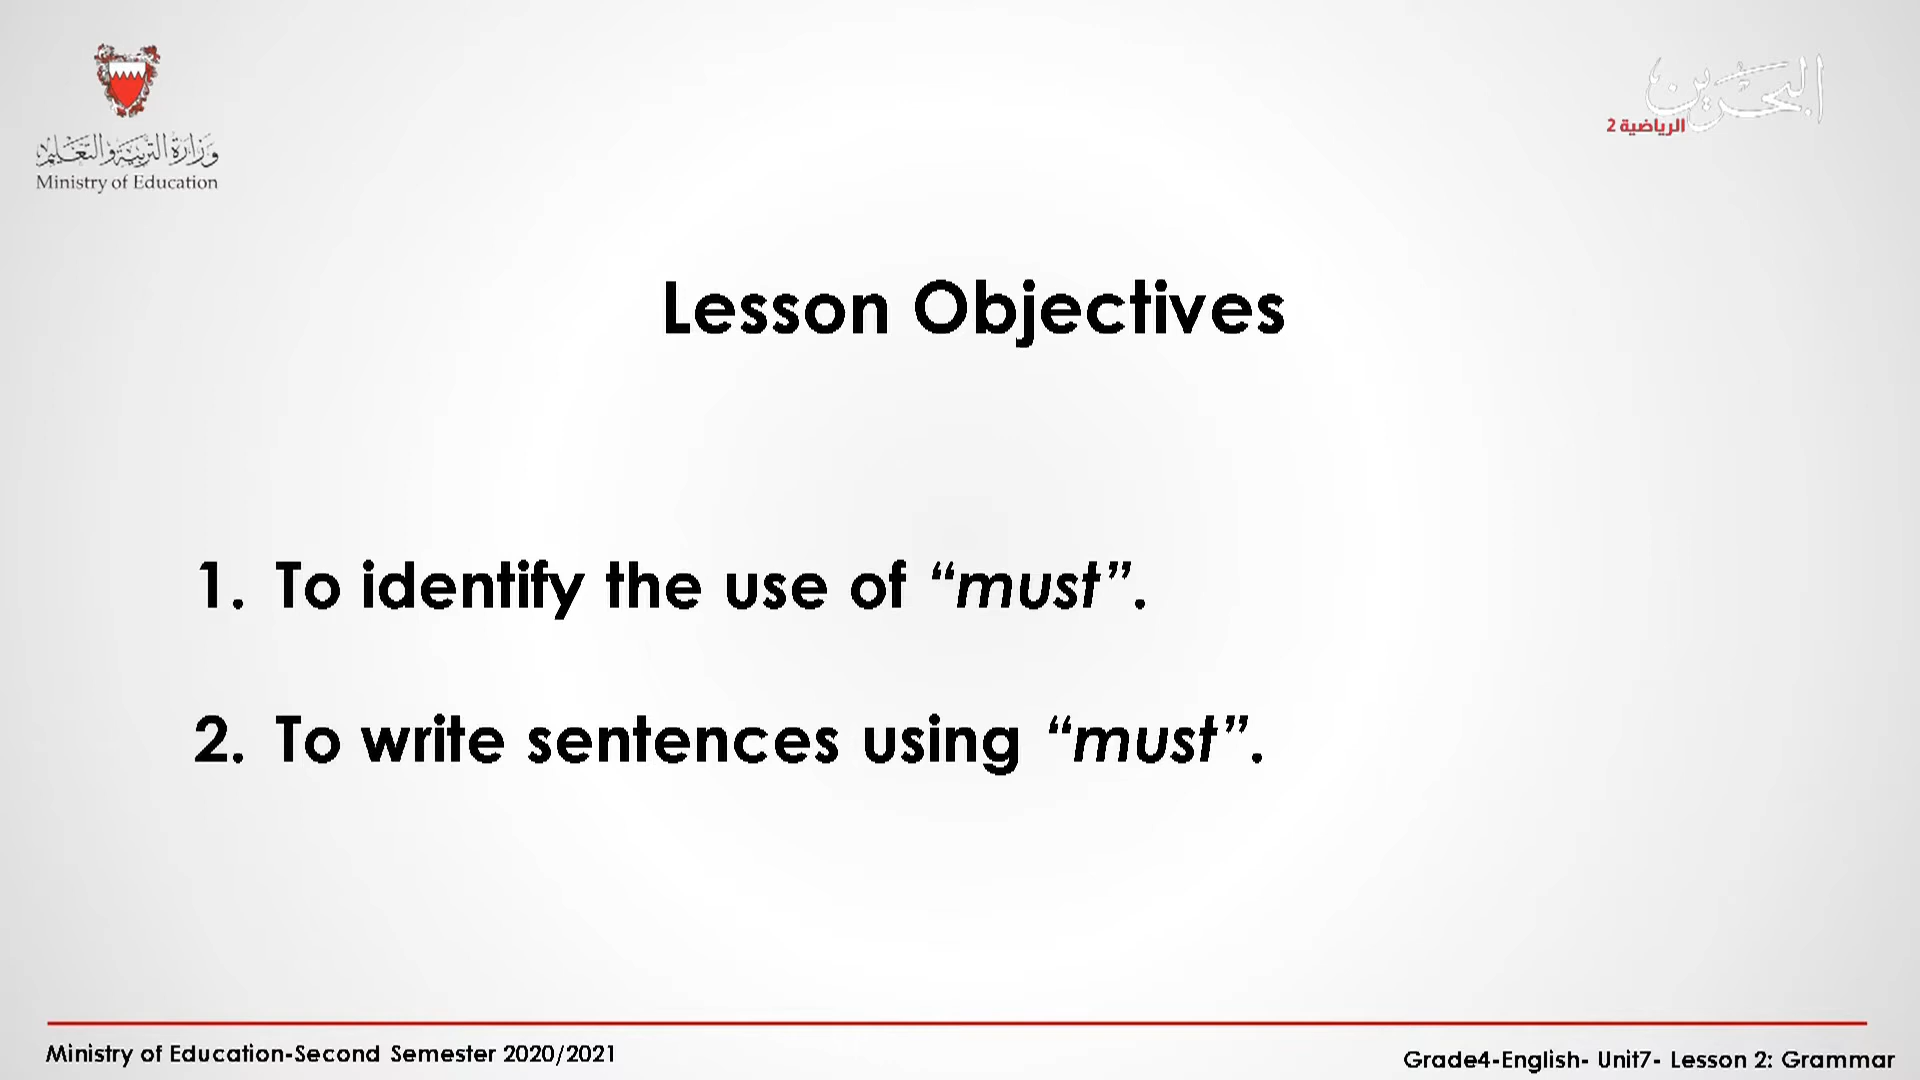 وزارة التربية والتعليم
Ministry of Education
البحرين
الرياضية 2
Lesson Objectives
1. To identify the use of “must”.
2. To write sentences using “must”.
Ministry of Education-Second Semester 2020/2021
Grade4-English- Unit7- Lesson 2: Grammar